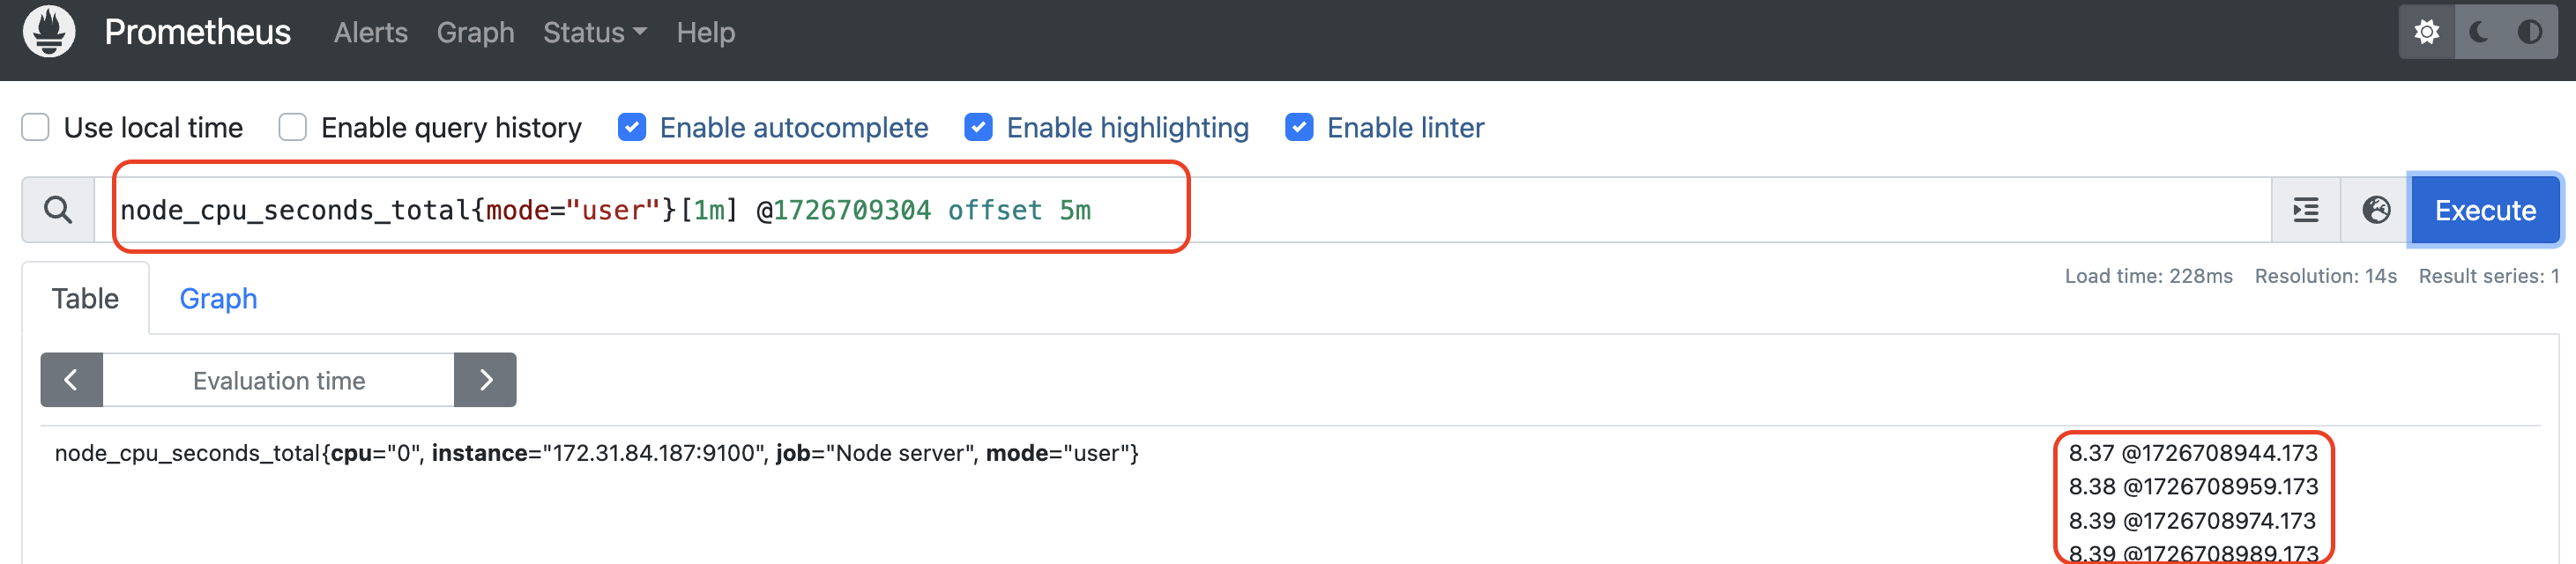 Prometheus Alerts Graph Status Help
Use local time Enable query history Enable autocomplete Enable highlighting Enable linter
node_cpu_seconds_total{mode="user"}[1m] @1726709304 offset 5m
Execute
Load time: 228ms Resolution: 14s Result series: 1
Table Graph
Evaluation time
node_cpu_seconds_total{cpu="0", instance="172.31.84.187:9100", job="Node server", mode="user"}
8.37 @1726708944.173
8.38 @1726708959.173
8.39 @1726708974.173
8.39 @1726708989.173